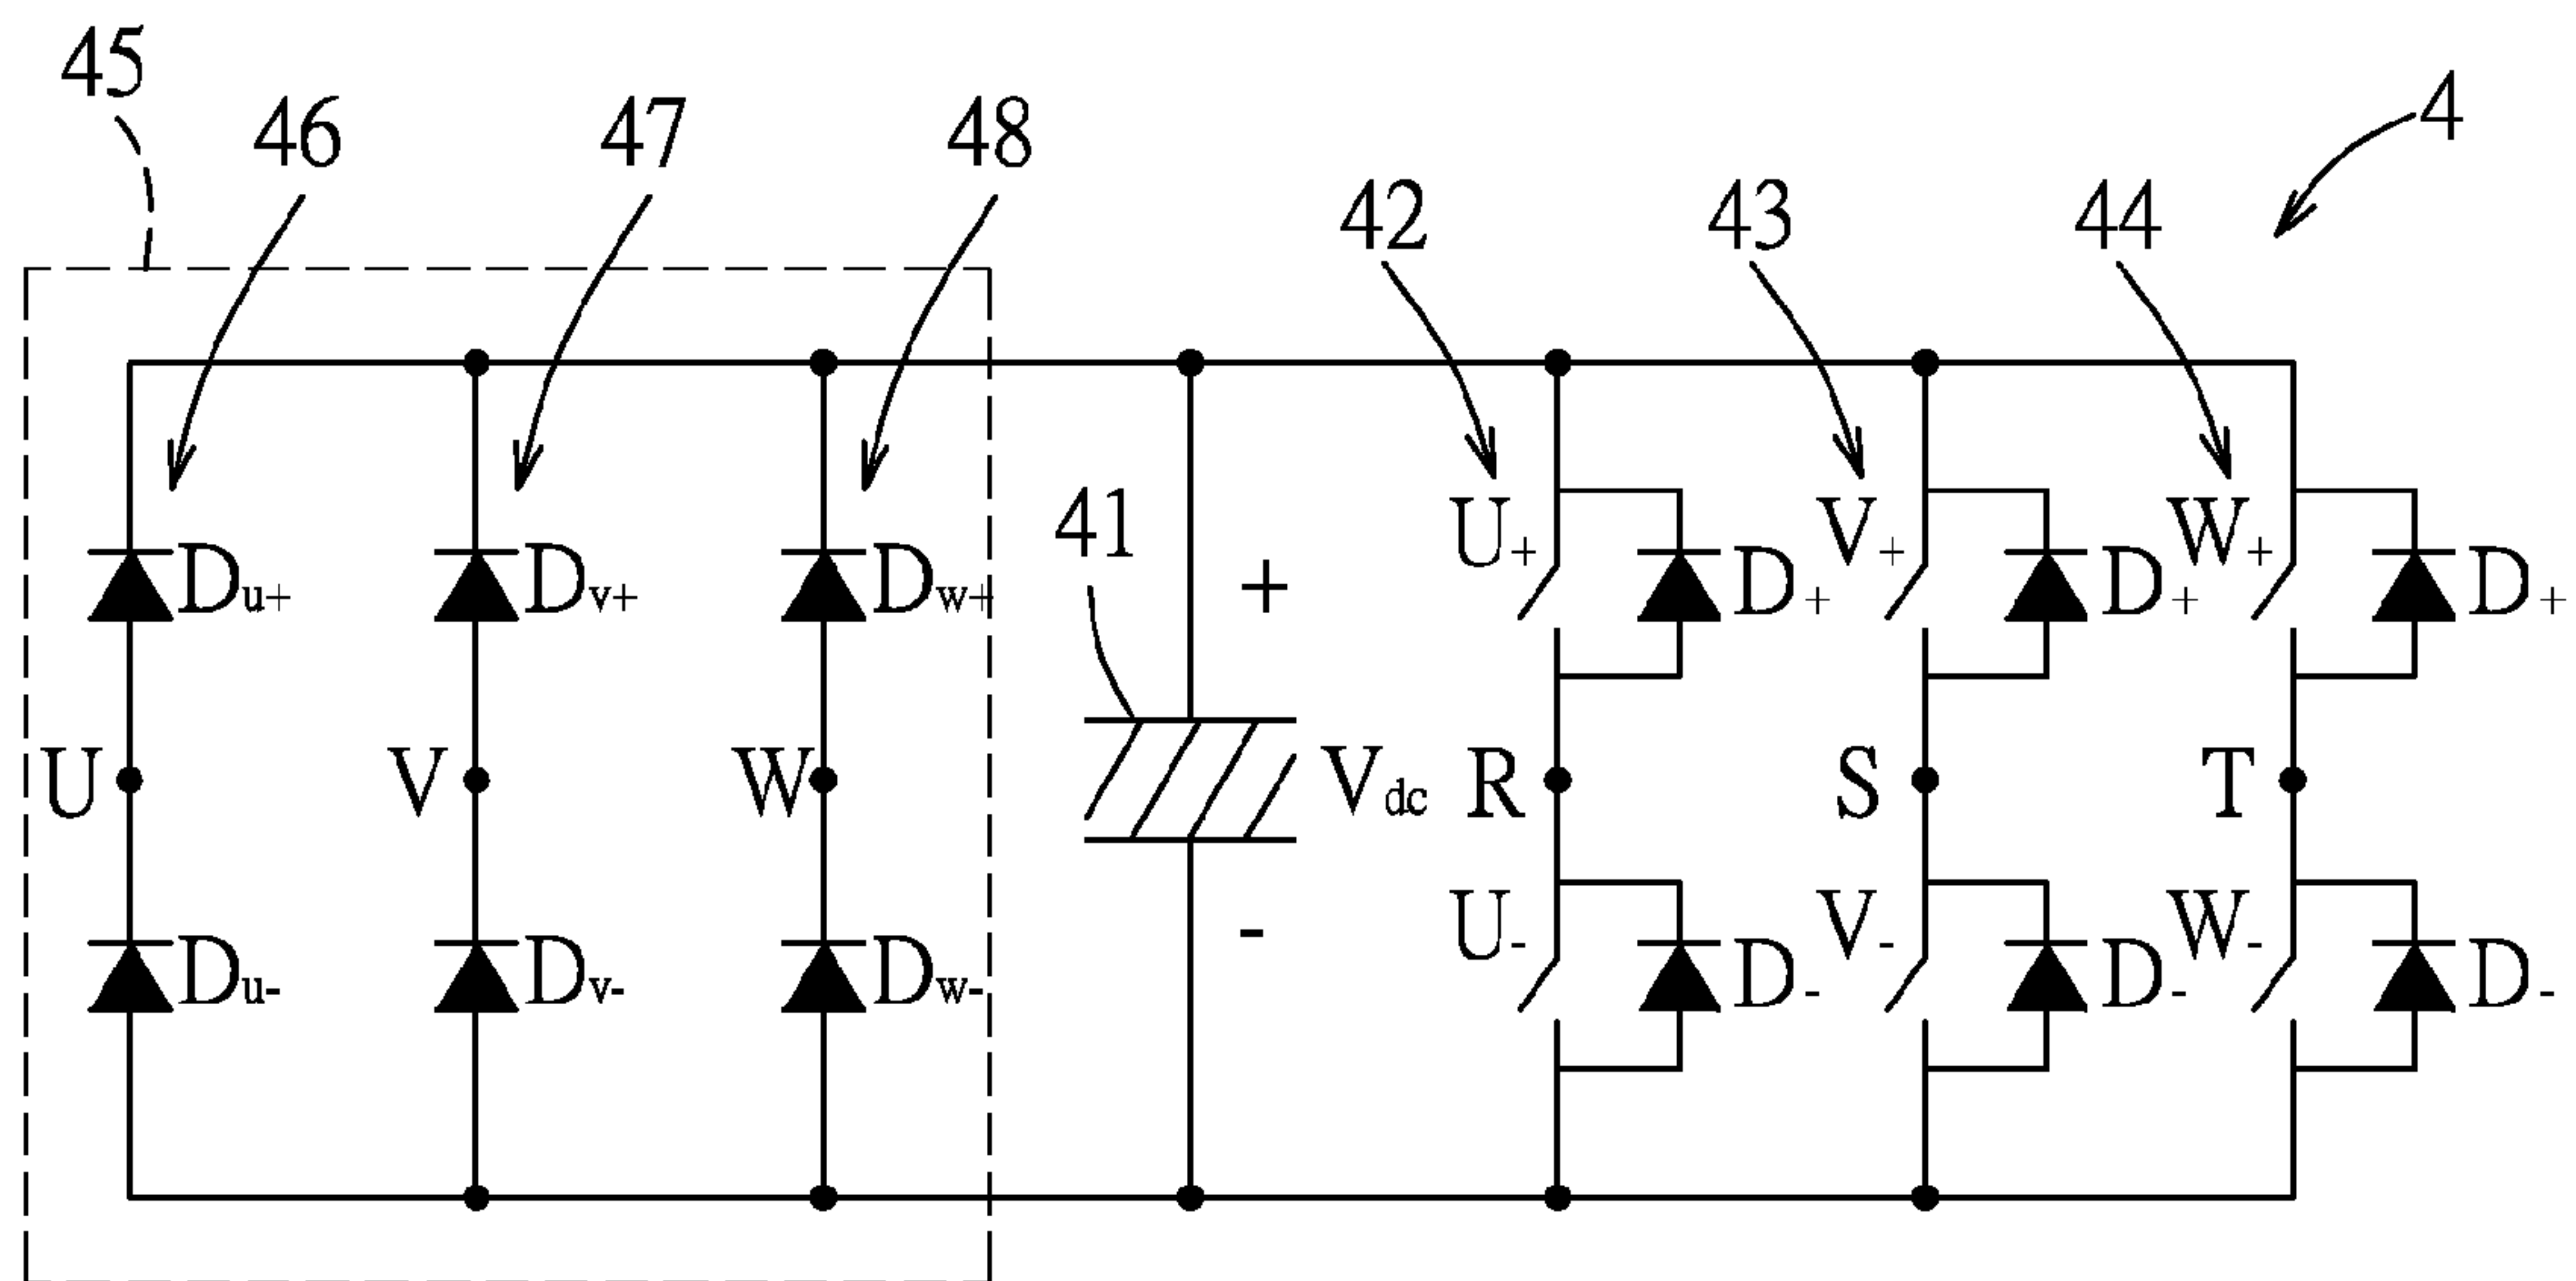 45
46
47
48
4
42
43
44
41
+
U+
D+
V+
D+
W+
D+
Du+
Dv+
Dw+
U
V
W
Vdc
R
S
T
-
U-
D-
V-
D-
W-
D-
Du-
Dv-
Dw-